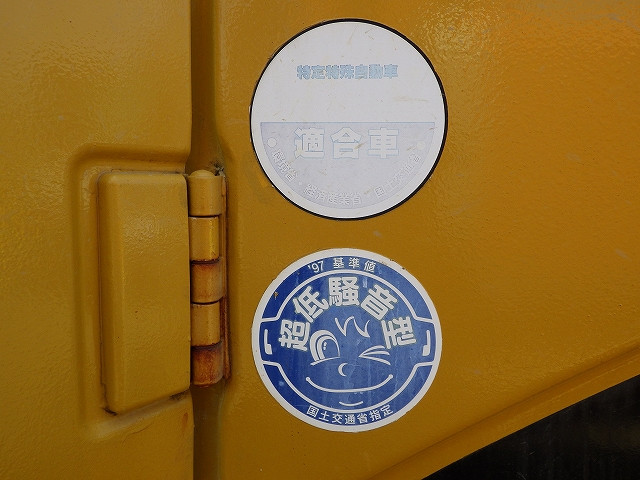 特定特殊自動車
適合車
'97 基準値
超低騒音型
国土交通省指定